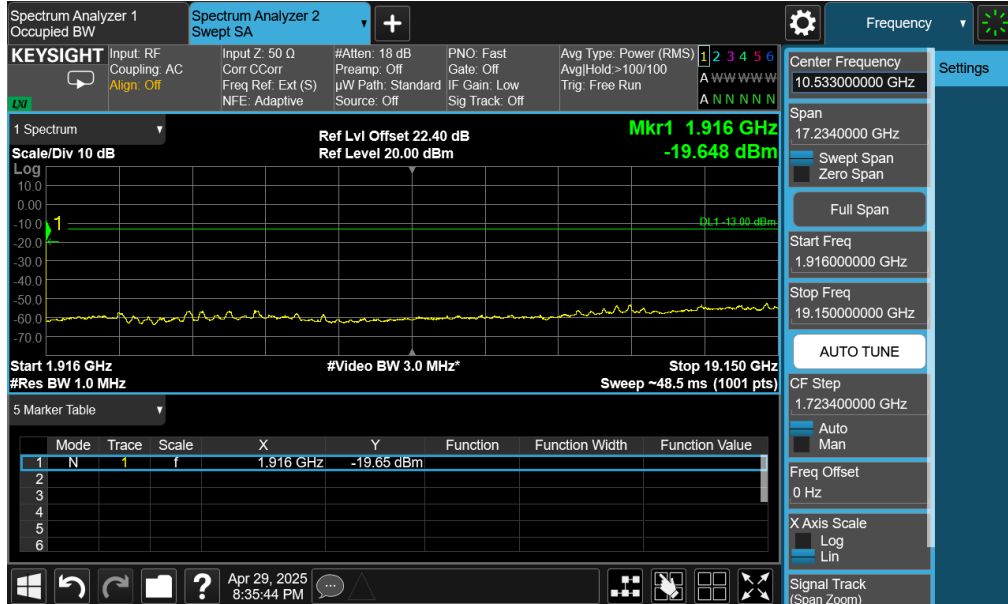 Spectrum Analyzer 1
Occupied BW
Spectrum Analyzer 2
Swept SA
Frequency
KEYSIGHT
LXI
Input: RF
Coupling: AC
Align: Off
Input Z: 50 Ω
Corr CCorr
Freq Ref: Ext (S)
NFE: Adaptive
#Atten: 18 dB
Preamp: Off
µW Path: Standard
Source: Off
PNO: Fast
Gate: Off
IF Gain: Low
Sig Track: Off
Avg Type: Power (RMS)
Avg|Hold:>100/100
Trig: Free Run
1 2 3 4 5 6
A W W W W W
A N N N N N
1 Spectrum
Scale/Div 10 dB
Ref Lvl Offset 22.40 dB
Ref Level 20.00 dBm
Mkr1 1.916 GHz
-19.648 dBm
Log
10.0
0.00
-10.0
-20.0
-30.0
-40.0
-50.0
-60.0
-70.0
1
DL1 -13.00 dBm
Start 1.916 GHz
#Video BW 3.0 MHz*
Stop 19.150 GHz
#Res BW 1.0 MHz
Sweep ~48.5 ms (1001 pts)
5 Marker Table
Mode Trace Scale X Y Function Function Width Function Value
1 N 1 f 1.916 GHz -19.65 dBm
2
3
4
5
6
Center Frequency
10.533000000 GHz
Settings
Span
17.2340000 GHz
Swept Span
Zero Span
Full Span
Start Freq
1.916000000 GHz
Stop Freq
19.150000000 GHz
AUTO TUNE
CF Step
1.723400000 GHz
Auto
Man
Freq Offset
0 Hz
X Axis Scale
Log
Lin
Signal Track
(Span Zoom)
?
Apr 29, 2025
8:35:44 PM